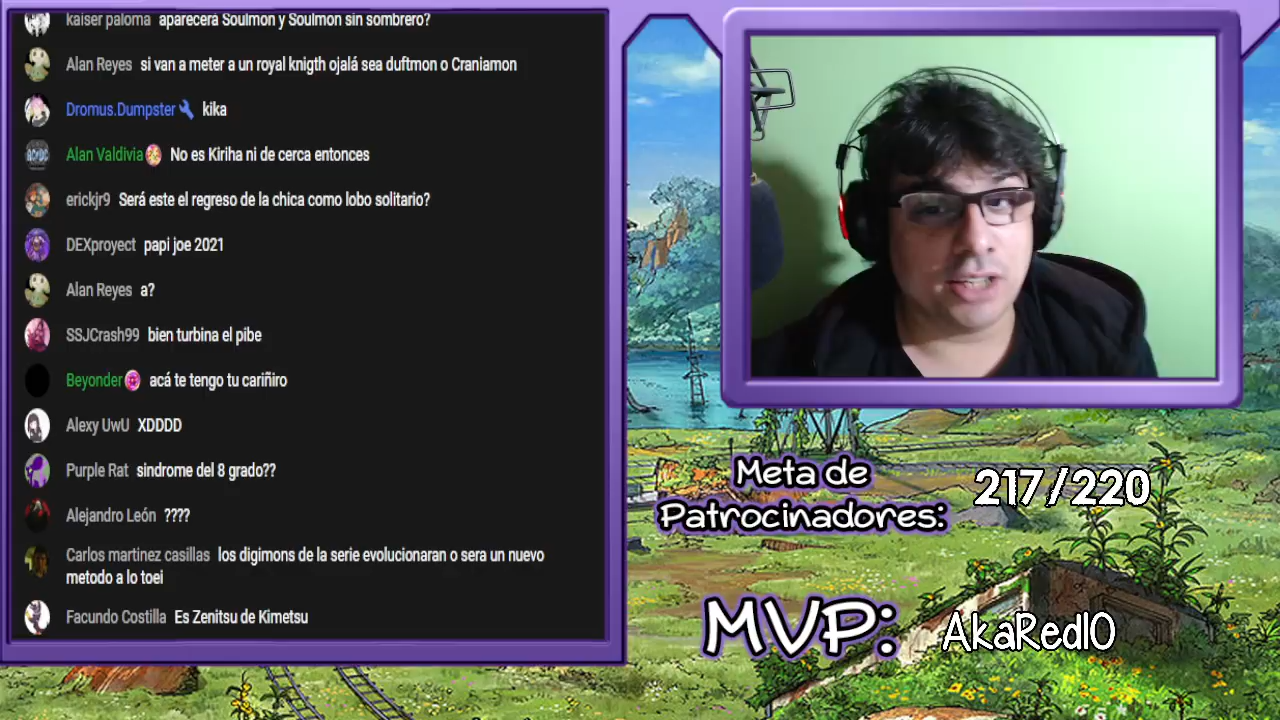 kaiser paloma aparecerá Soulmon y Soulmon sin sombrero?
Alan Reyes si van a meter a un royal knigth ojalá sea duftmon o Craniamon
Dromus.Dumpster kika
Alan Valdivia No es Kiriha ni de cerca entonces
erickjr9 Será este el regreso de la chica como lobo solitario?
DEXproyect papi joe 2021
Alan Reyes a?
SSJCrash99 bien turbina el pibe
Beyonder acá te tengo tu cariñiro
Alexy UwU XDDDD
Purple Rat sindrome del 8 grado??
Alejandro León ????
Carlos martinez casillas los digimons de la serie evolucionaran o sera un nuevo
metodo a lo toei
Facundo Costilla Es Zenitsu de Kimetsu
Meta de
Patrocinadores:
217/220
MVP:
AkaRed10